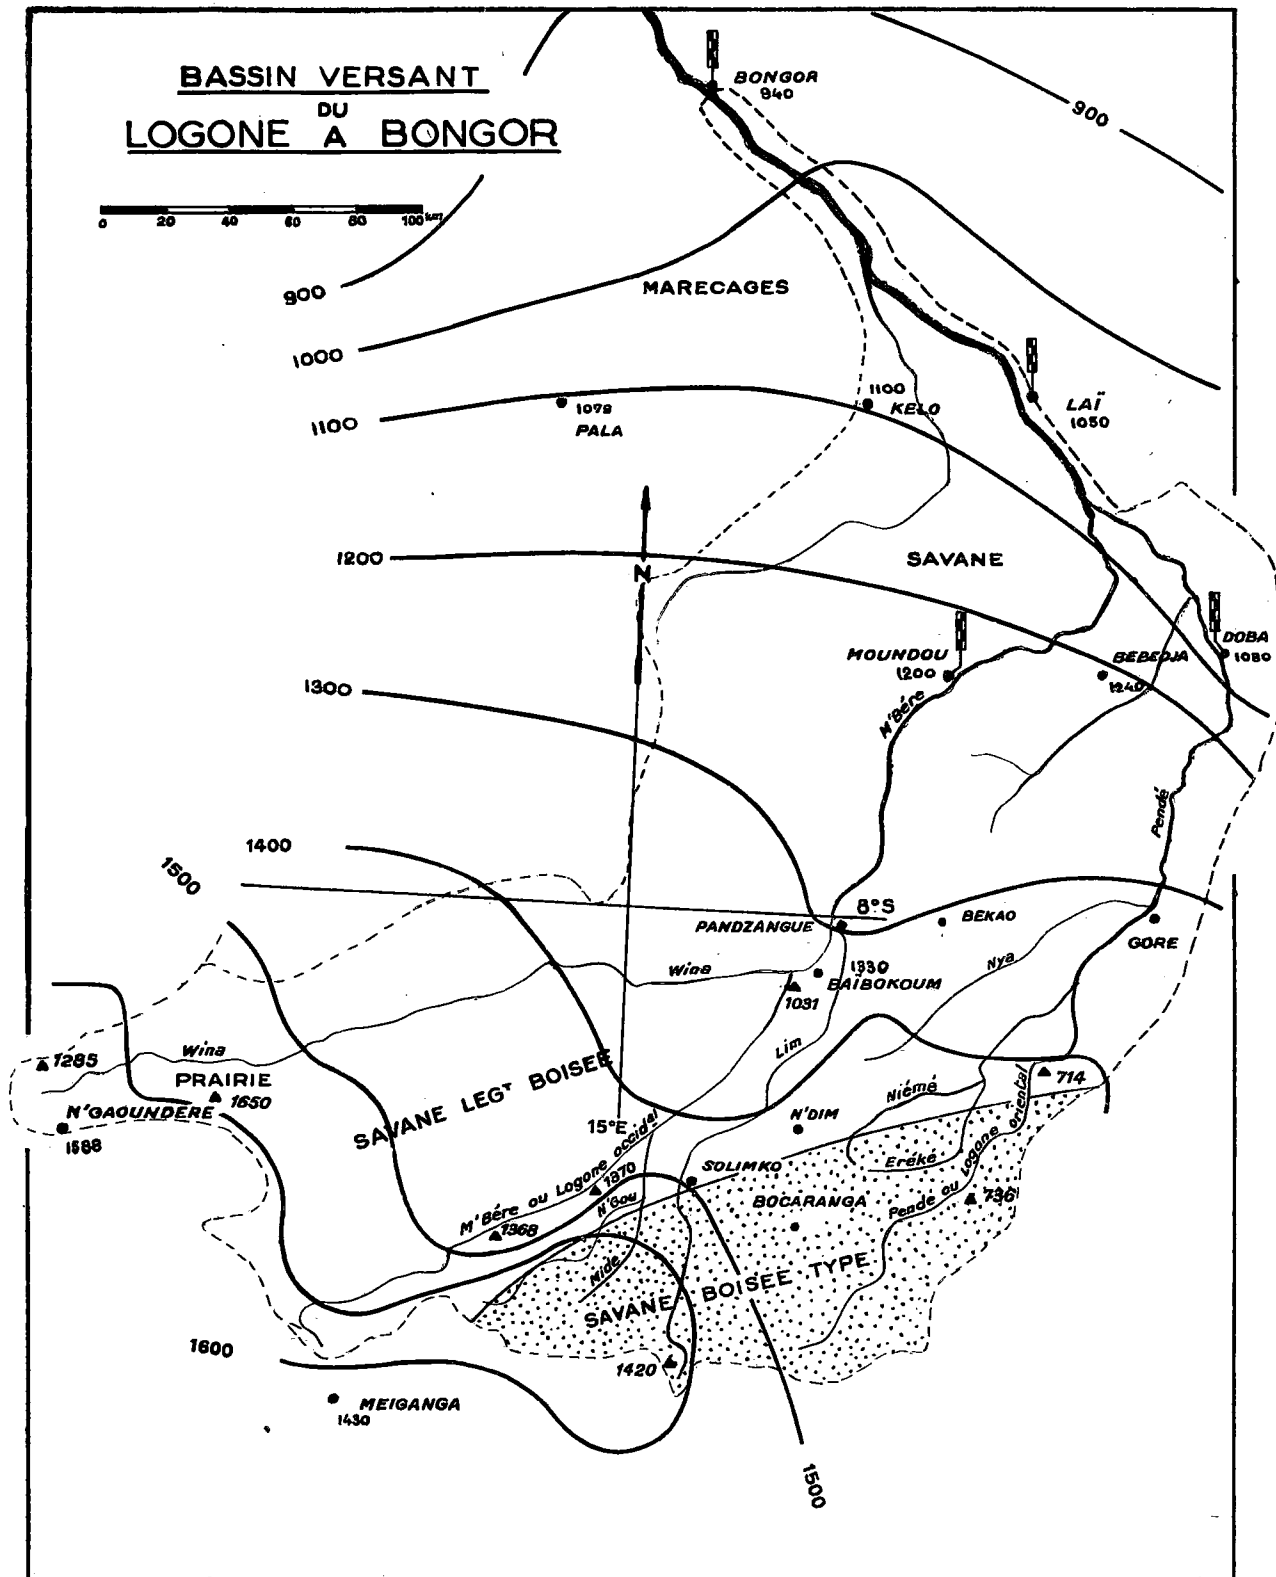 BASSIN VERSANT
DU
LOGONE A BONGOR
0 20 40 60 80 100 km
BONGOR
940
900
900
MARECAGES
1000
1100
1079
PALA
1100
KELO
LAÏ
1050
1200
N
SAVANE
MOUNDOU
1200
BÉBEDJA
1240
DOBA
1080
1300
M'Bére
Pendé
1400
1500
8°S
PANDZANGUE
BEKAO
GORE
Wina
1330
BAÏBOKOUM
1031
Nya
Lim
1285
Wina
PRAIRIE
1650
N'GAOUNDERE
1588
SAVANE LEGT BOISEE
15°E
N'DIM
Niémé
714
Eréké
Pende ou Logone oriental
736
SOLIMKO
BOCARANGA
M'Bére ou Logone occidal
1370
N'Gou
1368
Mide
SAVANE BOISEE TYPE
1600
1420
MEIGANGA
1430
1500